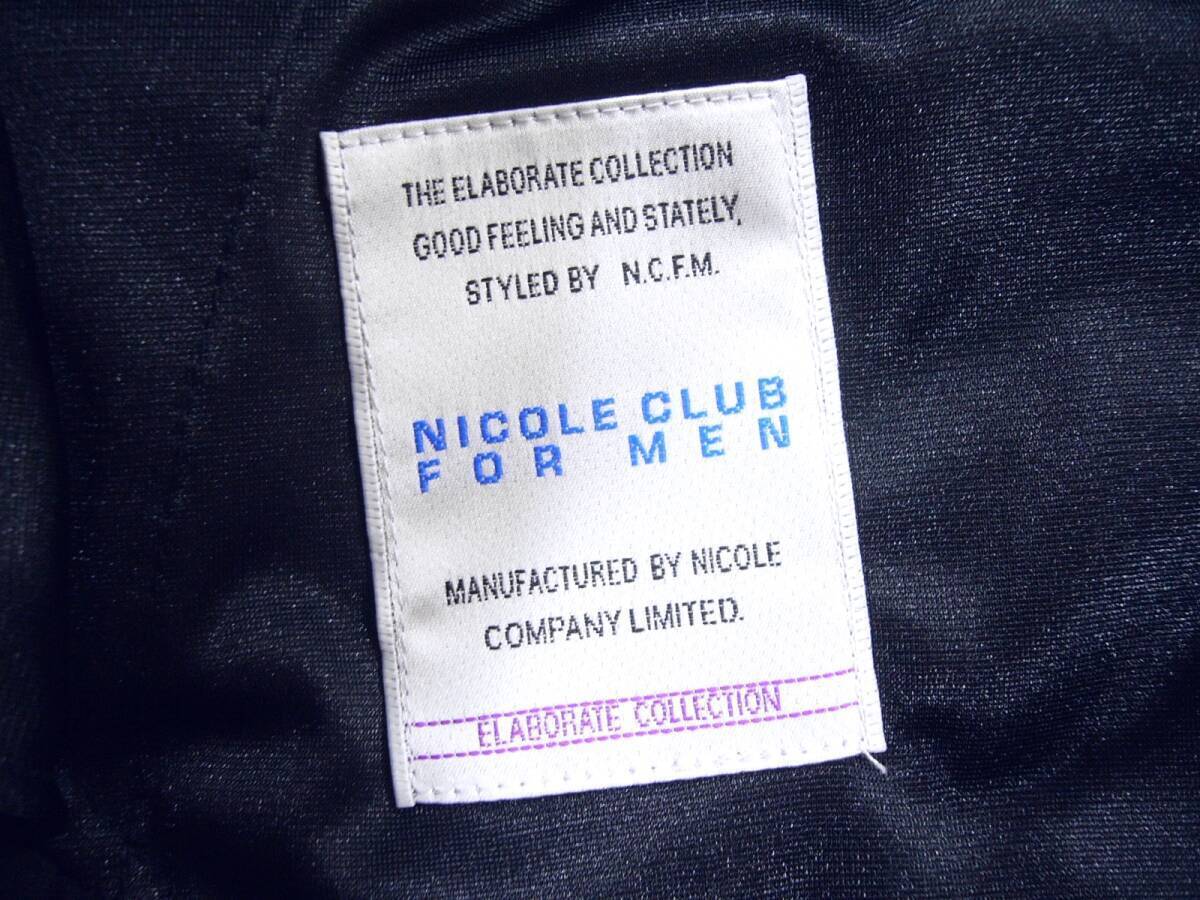 THE ELABORATE COLLECTION
GOOD FEELING AND STATELY,
STYLED BY N.C.F.M.
NICOLE CLUB
FOR MEN
MANUFACTURED BY NICOLE
COMPANY LIMITED.
ELABORATE COLLECTION